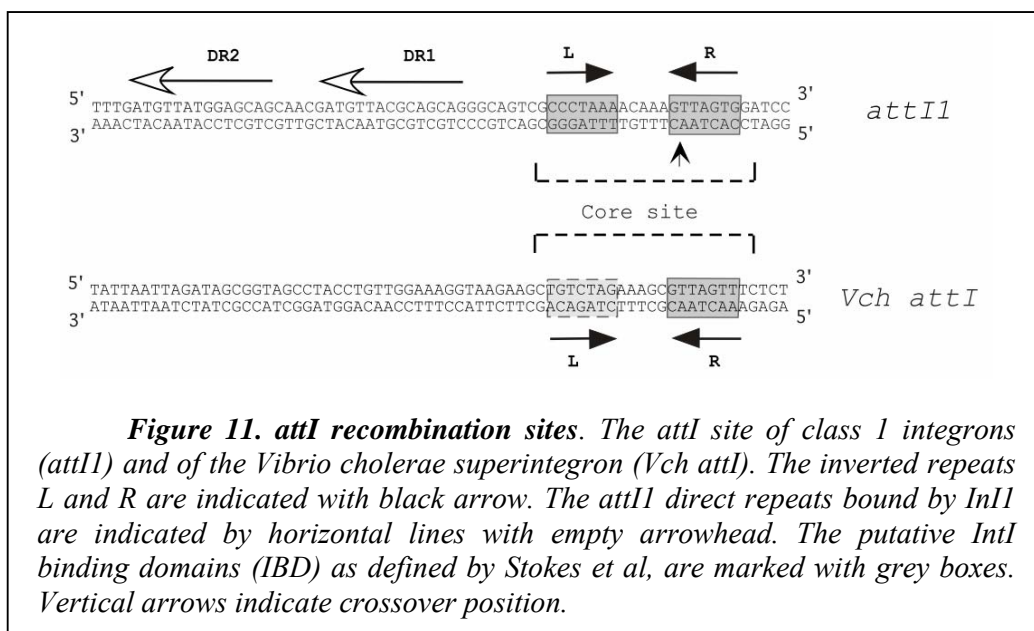 DR2 DR1 L R
5' TTTGATGTTATGGAGCAGCAACGATGTTACGCAGCAGGGCAGTCGCCCTAAAACAAAGTTAGTGGATCC 3'
3' AAACTACAATACCTCGTCGTTGCTACAATGCGTCGTCCCGTCAGCGGGATTTTGTTTCAATCACCTAGG 5'
attI1
Core site
5' TATTAATTAGATAGCGGTAGCCTACCTGTTGGAAAGGTAAGAAGCTGTCTAGAAAGCGTTAGTTTCTCT 3'
3' ATAATTAATCTATCGCCATCGGATGGACAACCTTTCCATTCTTCGACAGATCTTTCGCAATCAAAGAGA 5'
Vch attI
L R
Figure 11. attI recombination sites. The attI site of class 1 integrons
(attI1) and of the Vibrio cholerae superintegron (Vch attI). The inverted repeats
L and R are indicated with black arrow. The attI1 direct repeats bound by InI1
are indicated by horizontal lines with empty arrowhead. The putative IntI
binding domains (IBD) as defined by Stokes et al, are marked with grey boxes.
Vertical arrows indicate crossover position.